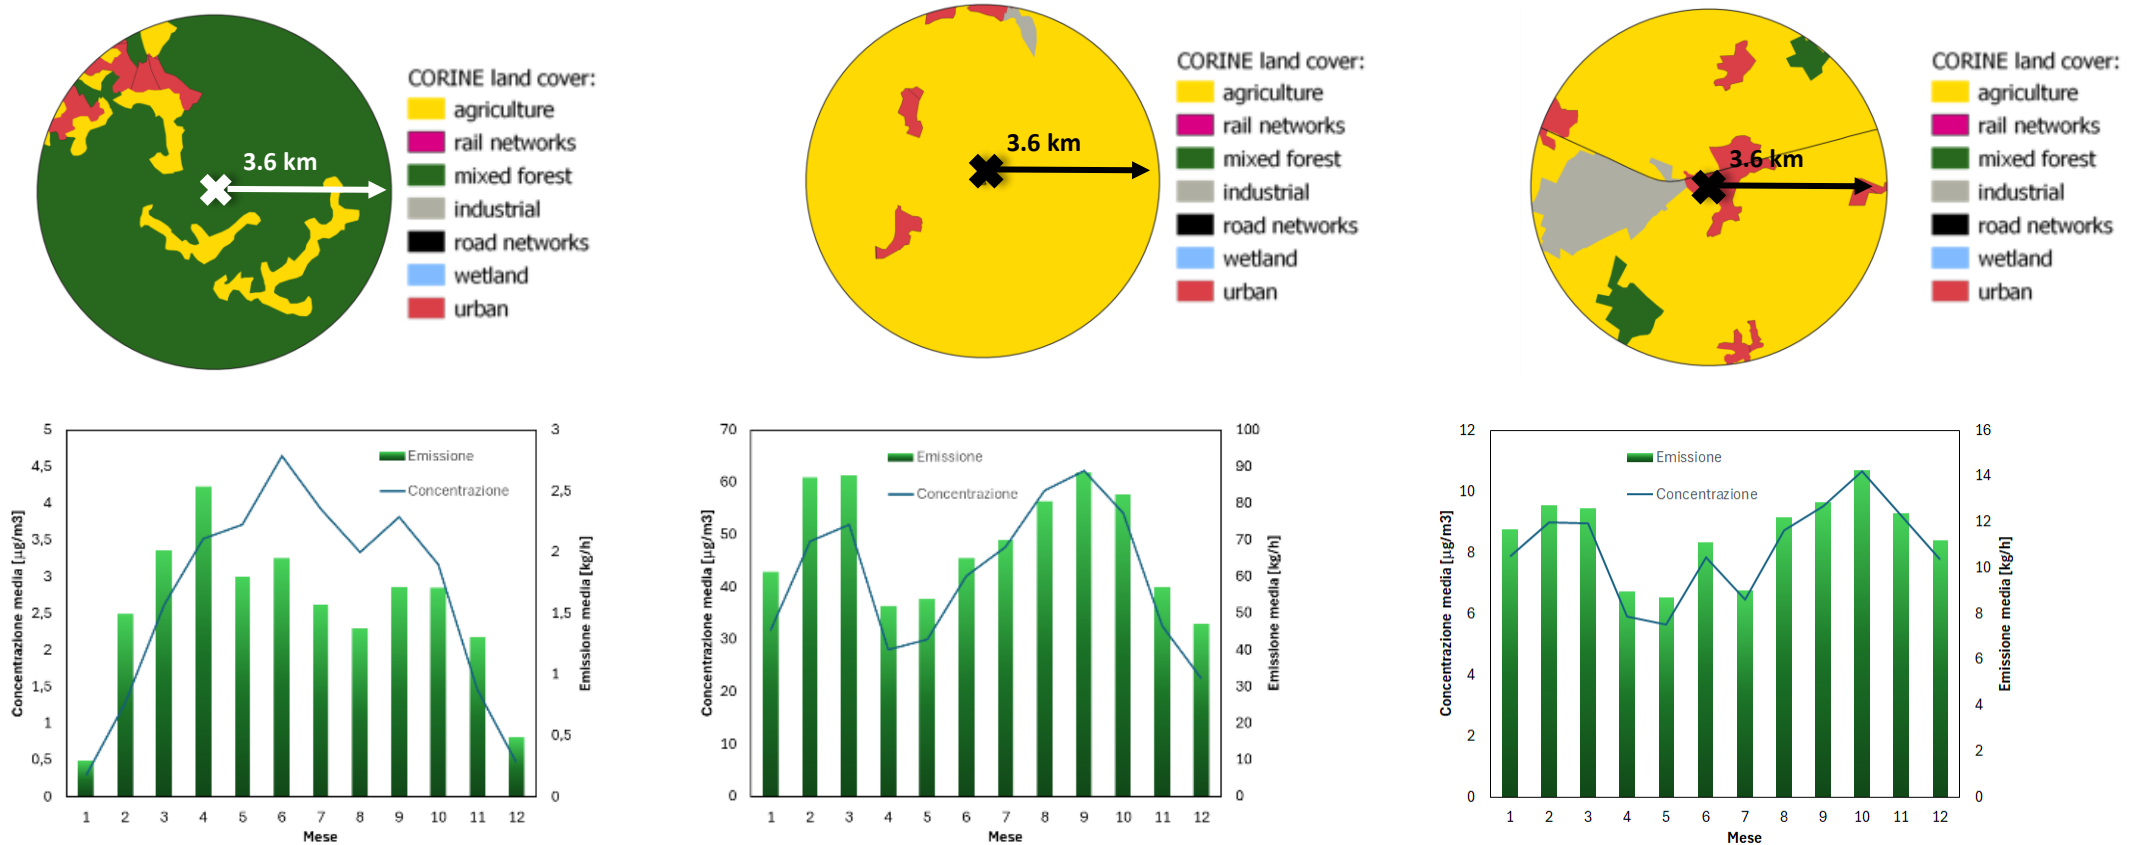 CORINE land cover:
agriculture
rail networks
mixed forest
industrial
road networks
wetland
urban
3.6 km
CORINE land cover:
agriculture
rail networks
mixed forest
industrial
road networks
wetland
urban
3.6 km
CORINE land cover:
agriculture
rail networks
mixed forest
industrial
road networks
wetland
urban
3.6 km
Concentrazione media [µg/m3]
5
4,5
4
3,5
3
2,5
2
1,5
1
0,5
0
Emissione
Concentrazione
3
2,5
2
1,5
1
0,5
0
Emissione media [kg/h]
1 2 3 4 5 6 7 8 9 10 11 12
Mese
Concentrazione media [µg/m3]
70
60
50
40
30
20
10
0
Emissione
Concentrazione
100
90
80
70
60
50
40
30
20
10
0
Emissione media [kg/h]
1 2 3 4 5 6 7 8 9 10 11 12
Mese
Concentrazione media [µg/m3]
12
10
8
6
4
2
0
Emissione
Concentrazione
16
14
12
10
8
6
4
2
0
Emissione media [kg/h]
1 2 3 4 5 6 7 8 9 10 11 12
Mese